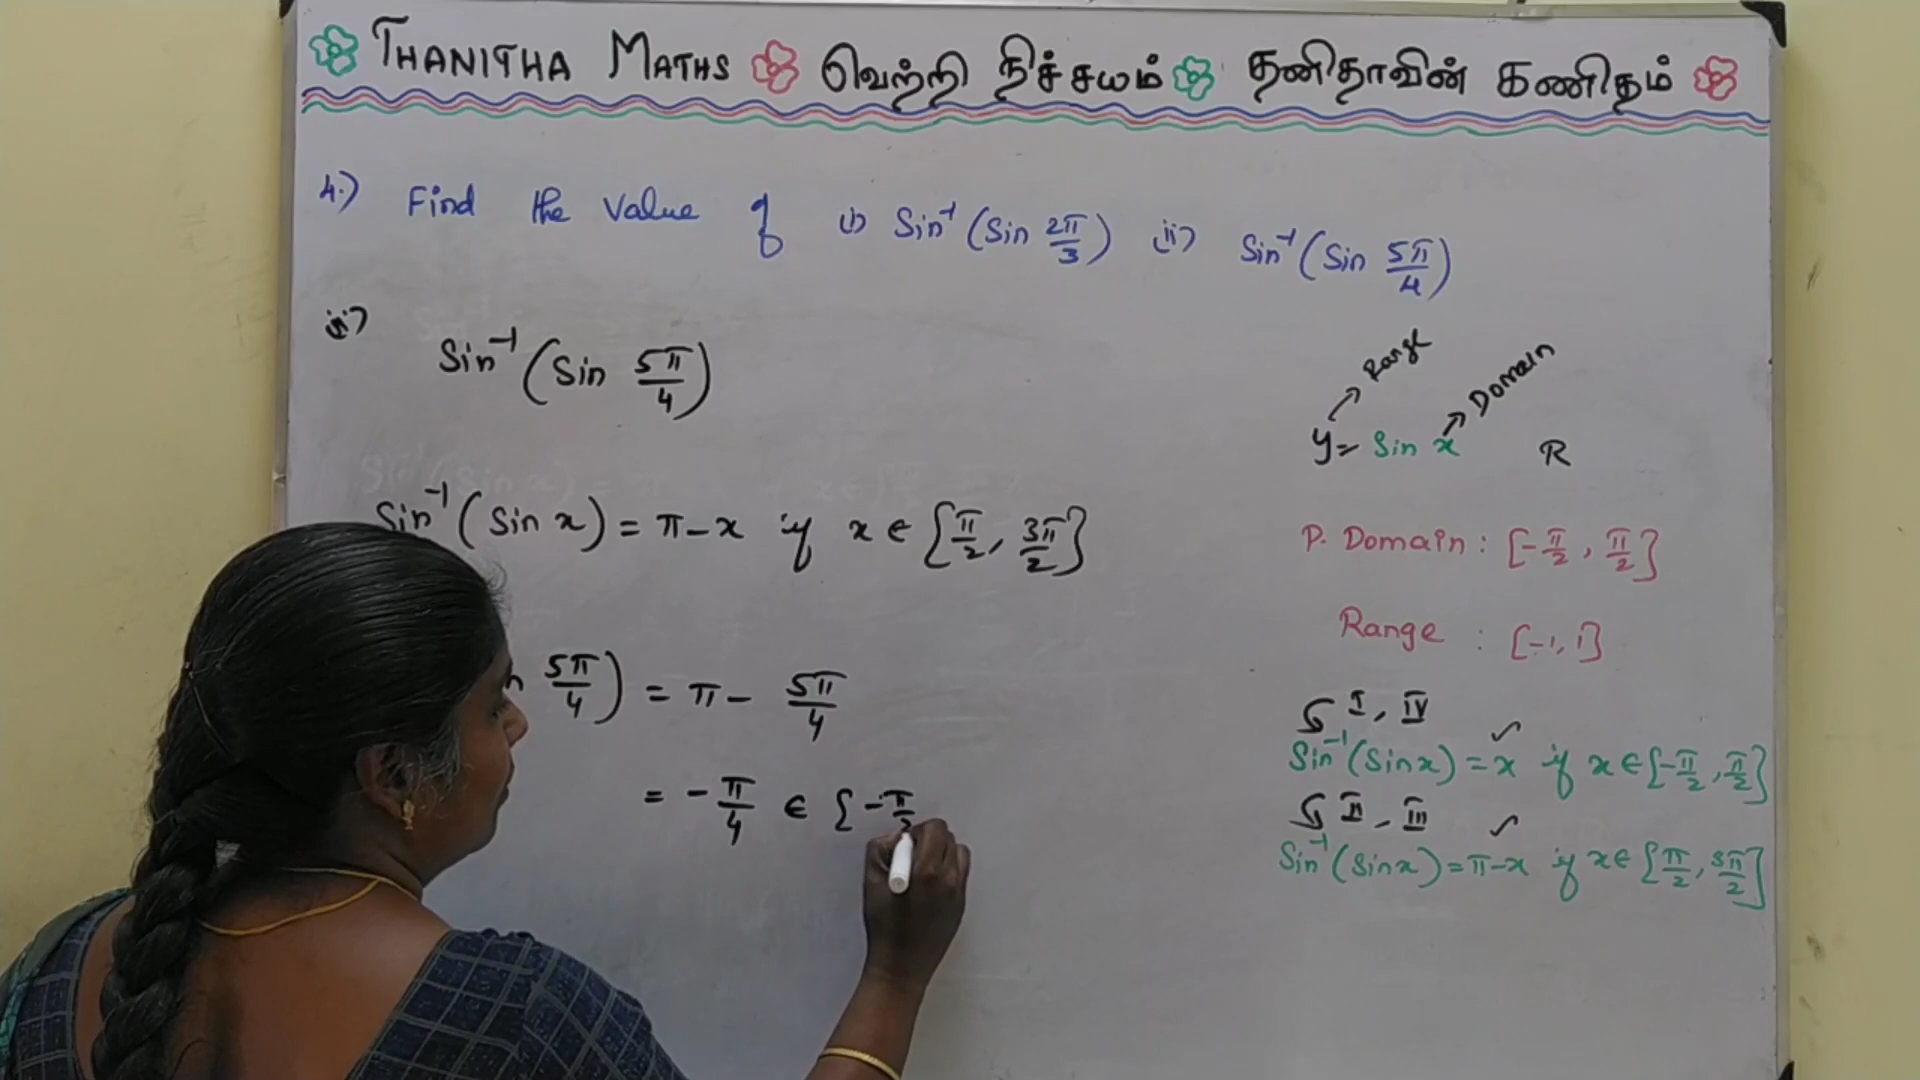 THANITHA MATHS வெற்றி நிச்சயம் தனிதாவின் கணிதம்
4.) Find the Value of i) Sin⁻¹(Sin 2π/3) ii) Sin⁻¹(Sin 5π/4)
ii)
Sin⁻¹(Sin 5π/4)
Sin⁻¹(Sin x) = π-x if x ∈ [π/2, 3π/2]
5π/4) = π - 5π/4
= -π/4 ∈ [-π/2
Range
Domain
y = Sin x R
P. Domain : [-π/2, π/2]
Range : [-1, 1]
I, IV
Sin⁻¹(Sinx) = x if x ∈ [-π/2, π/2]
II, III
Sin⁻¹(Sinx) = π-x if x ∈ [π/2, 3π/2]